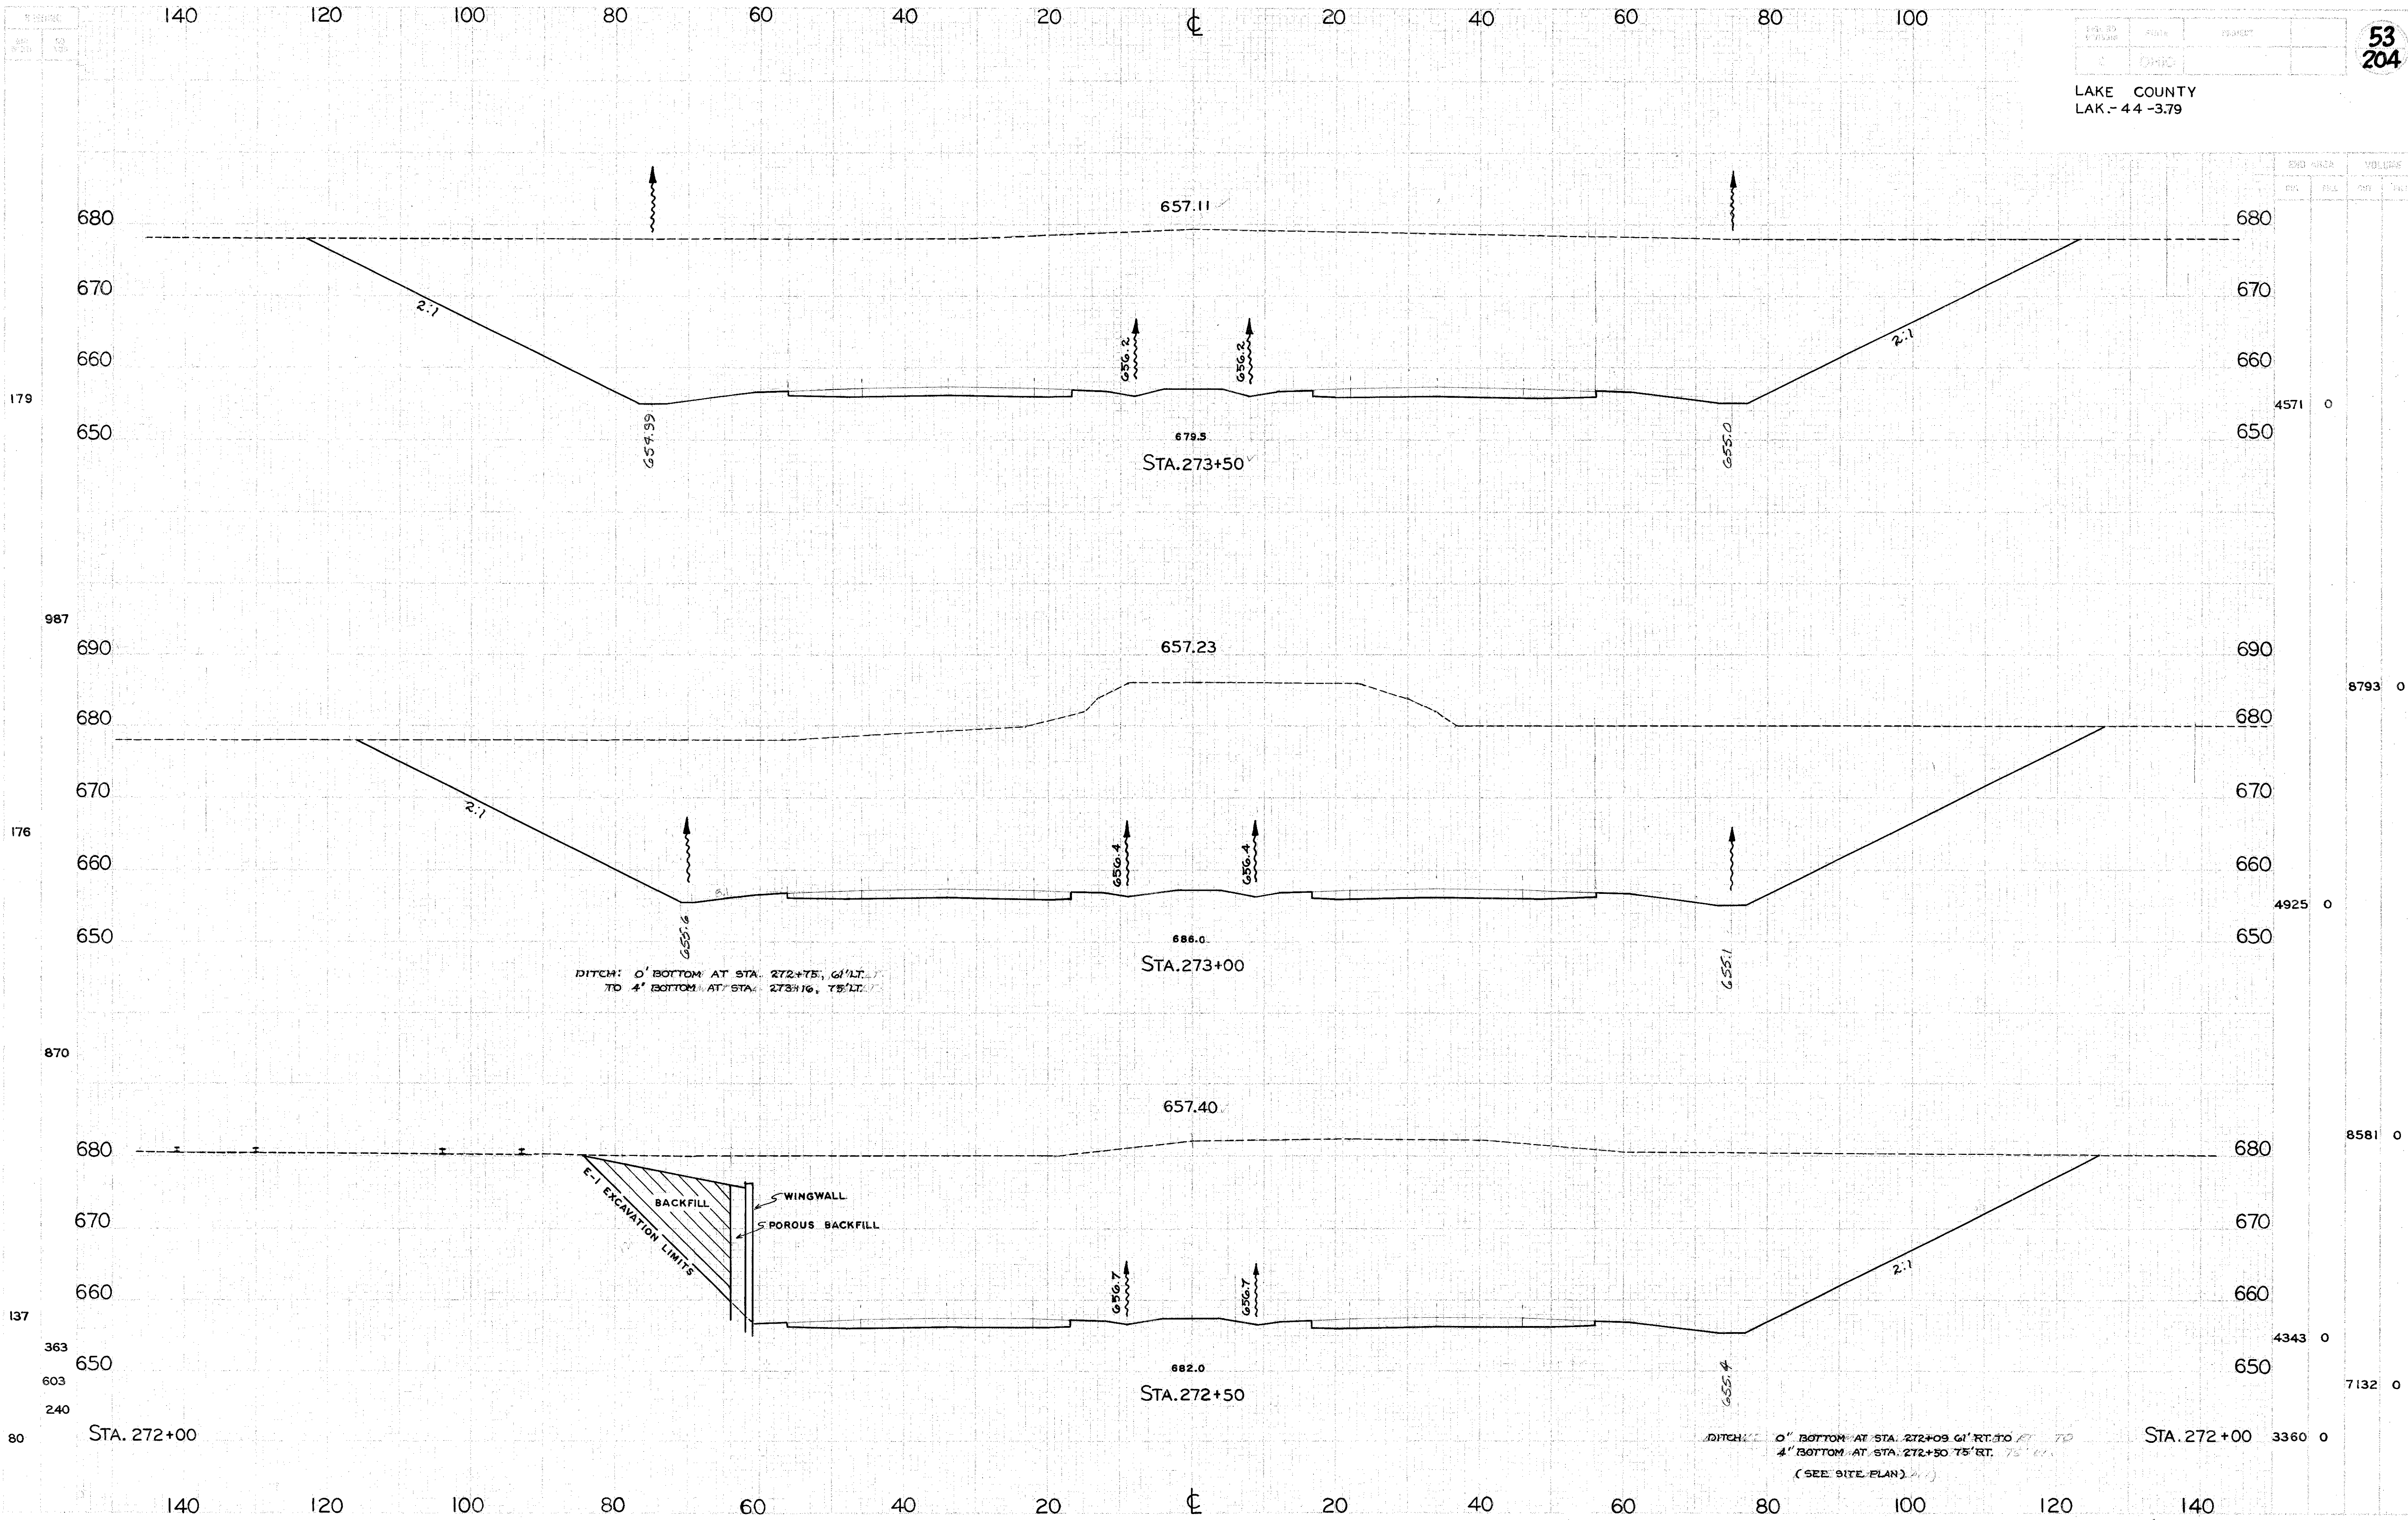 140 120 100 80 60 40 20 ℄ 20 40 60 80 100
53
204
OHIO
LAKE COUNTY
LAK.-44-3.79
END AREA VOLUME
657.11
680 680
670 670
2:1 2:1
656.2 656.2
660 660
179
4571 0
654.99 655.0
650 650
679.5
STA. 273+50
987
657.23
690 690
8793 0
680 680
670 670
2:1
176
656.4 656.4
660 660
4925 0
655.6 655.1
650 650
686.0
STA. 273+00
DITCH: 0' BOTTOM AT STA. 272+75, 61' LT.
TO 4' BOTTOM AT STA. 273+16, 75' LT.
870
657.40
8581 0
680 680
BACKFILL
WINGWALL
POROUS BACKFILL
E-1 EXCAVATION LIMITS
670 670
2:1
656.7 656.7
660 660
137
4343 0
363
650 650
682.0
655.4
603
7132 0
STA. 272+50
240
80 STA. 272+00
STA. 272+00 3360 0
DITCH: 0" BOTTOM AT STA. 272+09 61' RT. TO
4" BOTTOM AT STA. 272+50 75' RT.
(SEE SITE PLAN)
140 120 100 80 60 40 20 ℄ 20 40 60 80 100 120 140